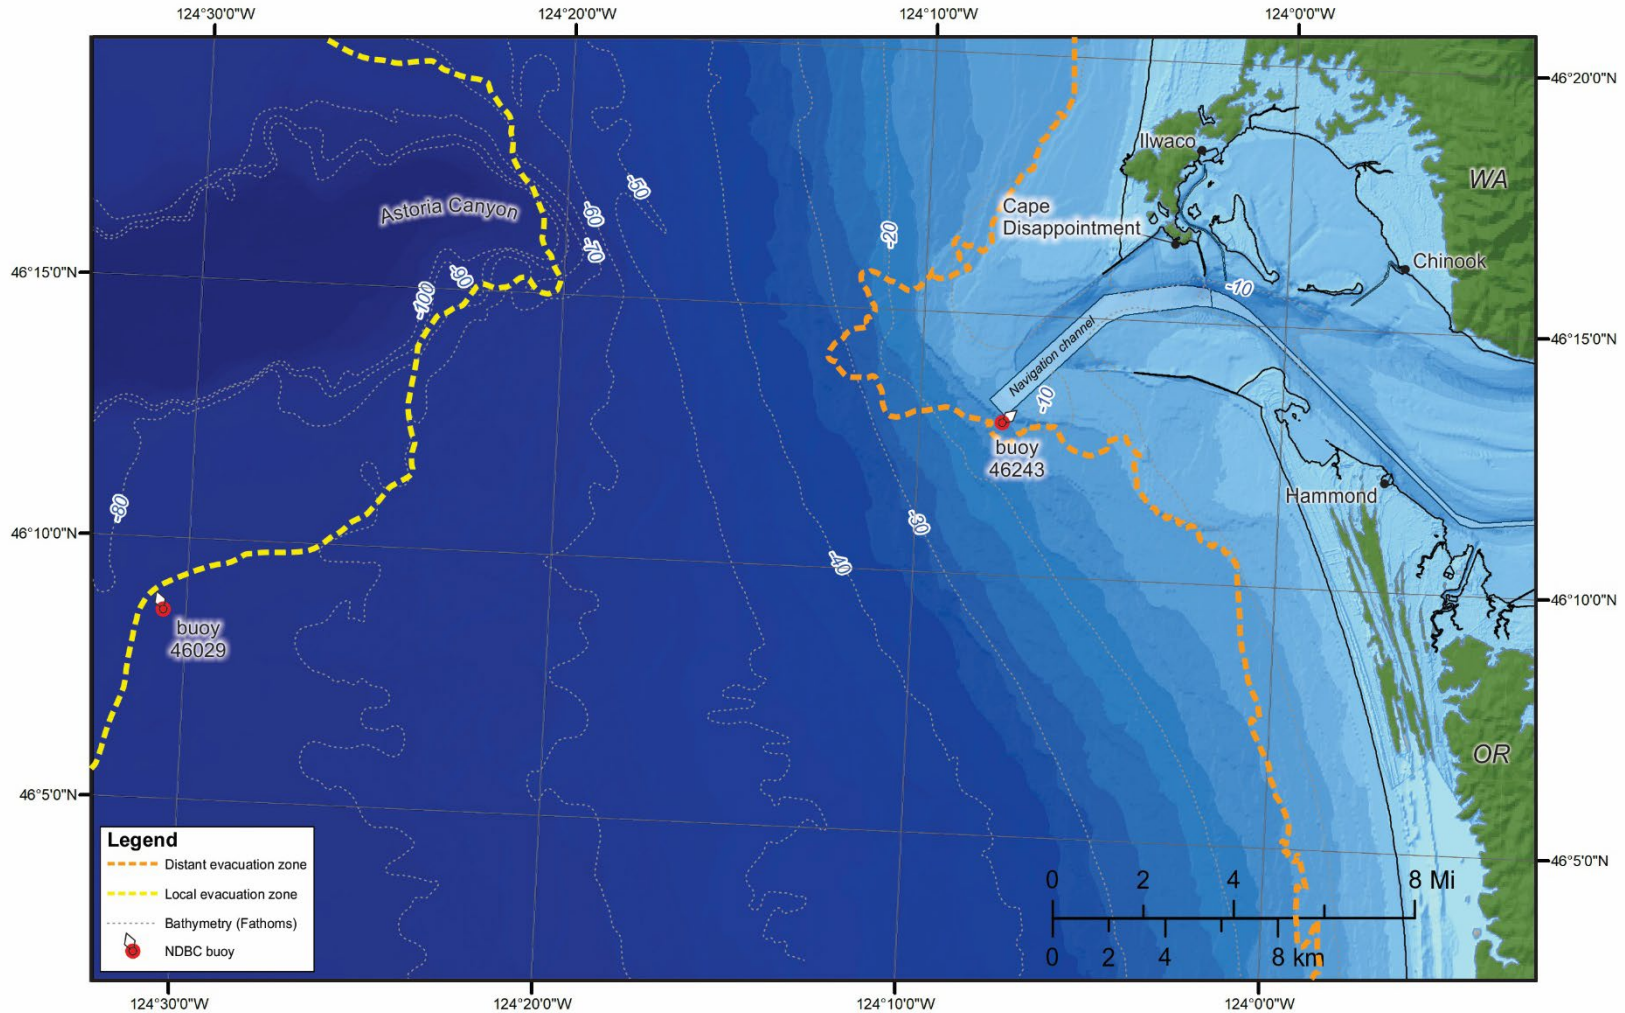 124°30'0"W
124°20'0"W
124°10'0"W
124°0'0"W
46°20'0"N
Ilwaco
WA
-50
Astoria Canyon
-60
-70
-20
Cape
Disappointment
46°15'0"N
Chinook
-90
-100
-10
46°15'0"N
Navigation channel
-10
buoy
46243
Hammond
-80
-30
46°10'0"N
-40
46°10'0"N
buoy
46029
OR
46°5'0"N
46°5'0"N
Legend
Distant evacuation zone
Local evacuation zone
Bathymetry (Fathoms)
NDBC buoy
0 2 4 8 Mi
0 2 4 8 km
124°30'0"W
124°20'0"W
124°10'0"W
124°0'0"W